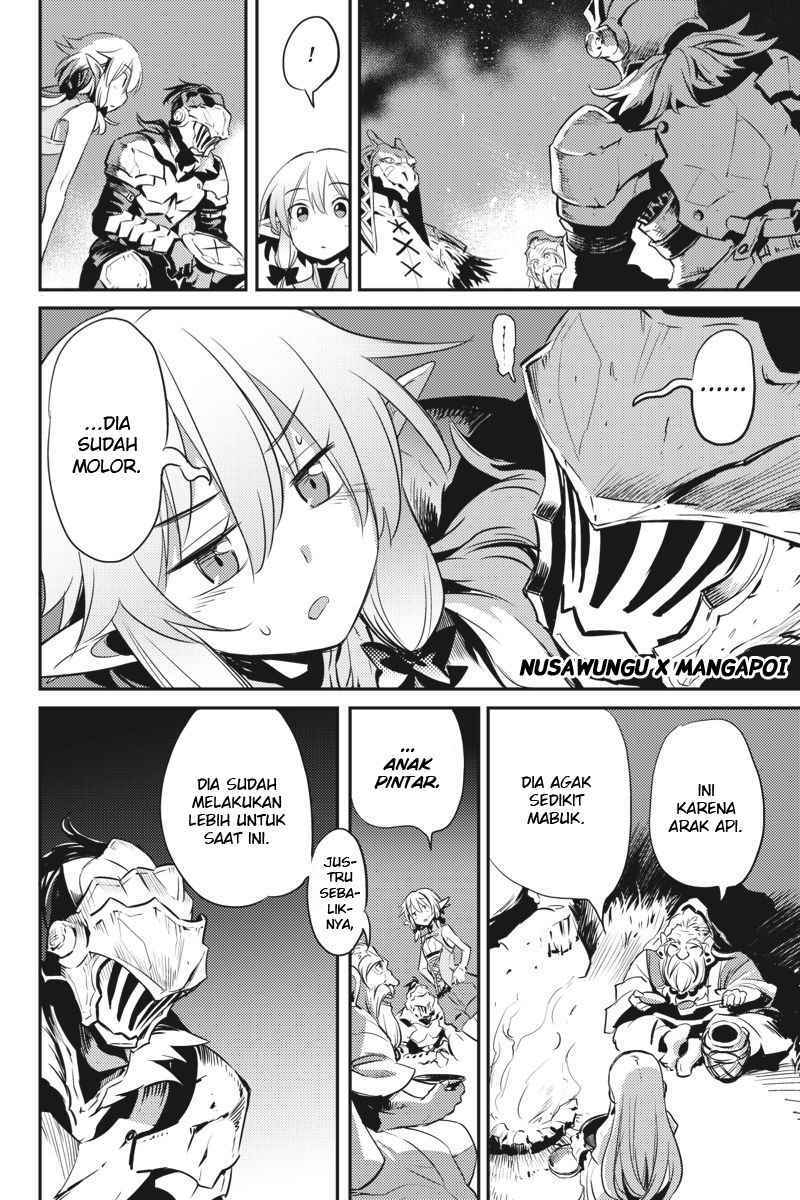 !
........
...DIA
SUDAH
MOLOR.
NUSAWUNGU X MANGAPOI
INI
KARENA
ARAK API.
DIA AGAK
SEDIKIT
MABUK.
...
ANAK
PINTAR.
JUS-
TRU
SEBA-
LIK-
NYA,
DIA SUDAH
MELAKUKAN
LEBIH UNTUK
SAAT INI.